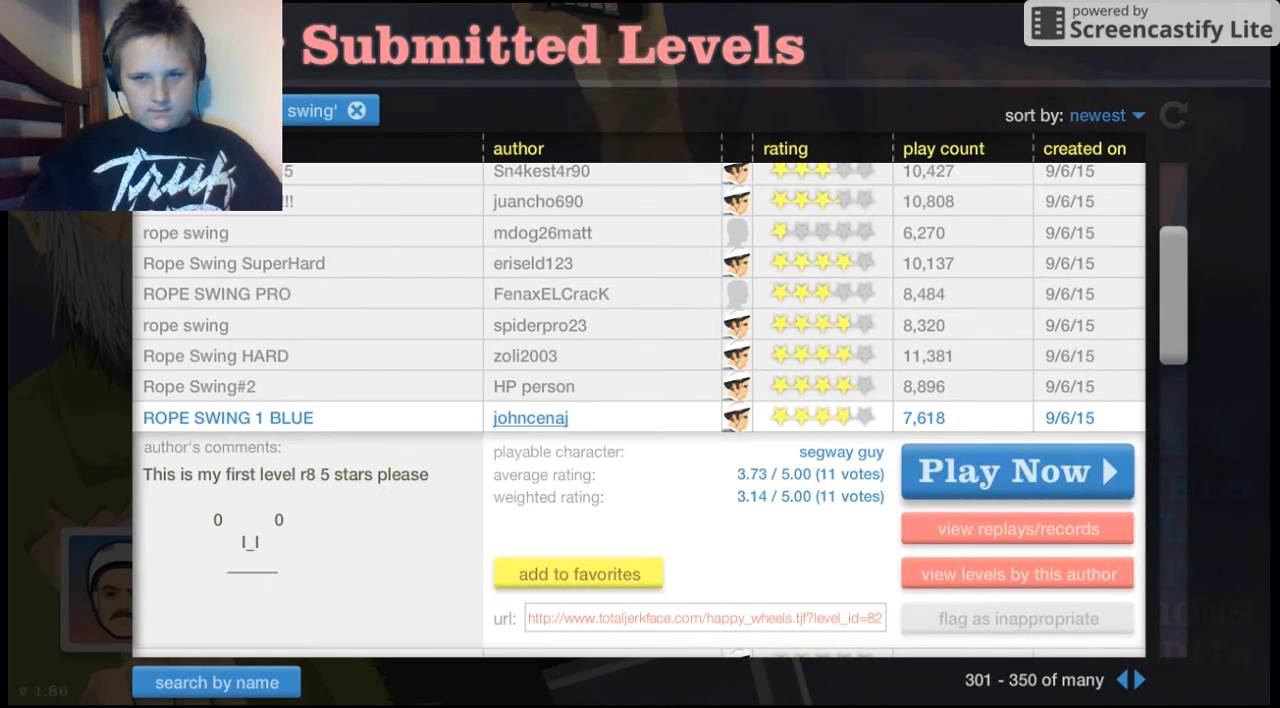 powered by
Screencastify Lite
Submitted Levels
swing'
sort by: newest
author rating play count created on
5 Sn4kest4r90 10,427 9/6/15
!!! juancho690 10,808 9/6/15
rope swing mdog26matt 6,270 9/6/15
Rope Swing SuperHard eriseld123 10,137 9/6/15
ROPE SWING PRO FenaxELCracK 8,484 9/6/15
rope swing spiderpro23 8,320 9/6/15
Rope Swing HARD zoli2003 11,381 9/6/15
Rope Swing#2 HP person 8,896 9/6/15
ROPE SWING 1 BLUE johncenaj 7,618 9/6/15
author's comments:
This is my first level r8 5 stars please
0 0
I_I
_____
playable character: segway guy
average rating: 3.73 / 5.00 (11 votes)
weighted rating: 3.14 / 5.00 (11 votes)
add to favorites
url: http://www.totaljerkface.com/happy_wheels.tjf?level_id=82
Play Now
view replays/records
view levels by this author
flag as inappropriate
search by name
301 - 350 of many
v 1.86